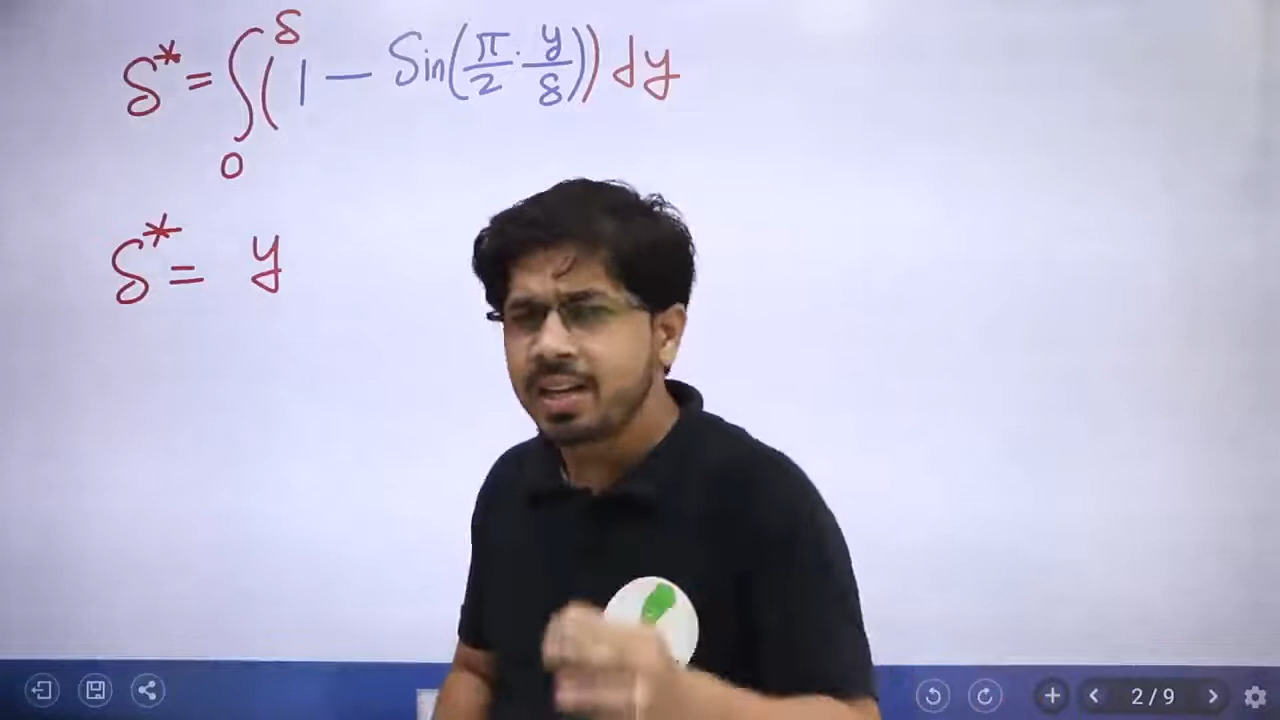 δ* = ∫₀^δ (1 − Sin(π/2 · y/δ)) dy
δ* = y
2 / 9